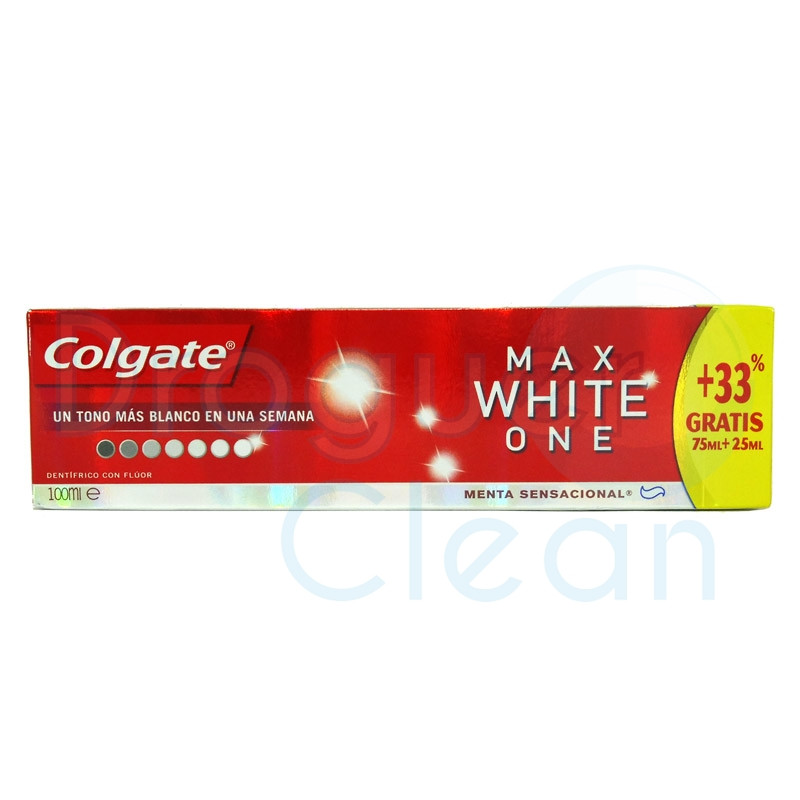 Colgate®
UN TONO MÁS BLANCO EN UNA SEMANA
DENTÍFRICO CON FLÚOR
100ml e
MAX
WHITE
ONE
MENTA SENSACIONAL®
+33%
GRATIS
75ML+25ML
Droguer
Clean